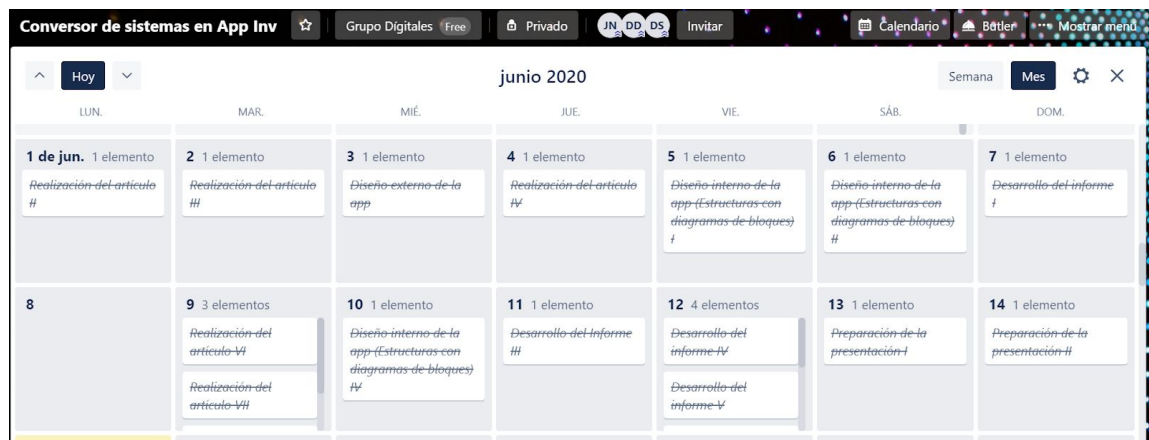 Conversor de sistemas en App Inv Grupo Dígitales Free Privado JN DD DS Invitar Calendario Butler ··· Mostrar menú
Hoy junio 2020 Semana Mes
LUN. MAR. MIÉ. JUE. VIE. SÁB. DOM.
1 de jun. 1 elemento 2 1 elemento 3 1 elemento 4 1 elemento 5 1 elemento 6 1 elemento 7 1 elemento
Realización del artículo
II
Realización del artículo
III
Diseño externo de la
app
Realización del artículo
IV
Diseño interno de la
app (Estructuras con
diagramas de bloques)
I
Diseño interno de la
app (Estructuras con
diagramas de bloques)
II
Desarrollo del informe
I
8 9 3 elementos 10 1 elemento 11 1 elemento 12 4 elementos 13 1 elemento 14 1 elemento
Realización del
artículo VI
Realización del
artículo VII
Diseño interno de la
app (Estructuras con
diagramas de bloques)
IV
Desarrollo del Informe
III
Desarrollo del
informe IV
Desarrollo del
informe V
Preparación de la
presentación I
Preparación de la
presentación II